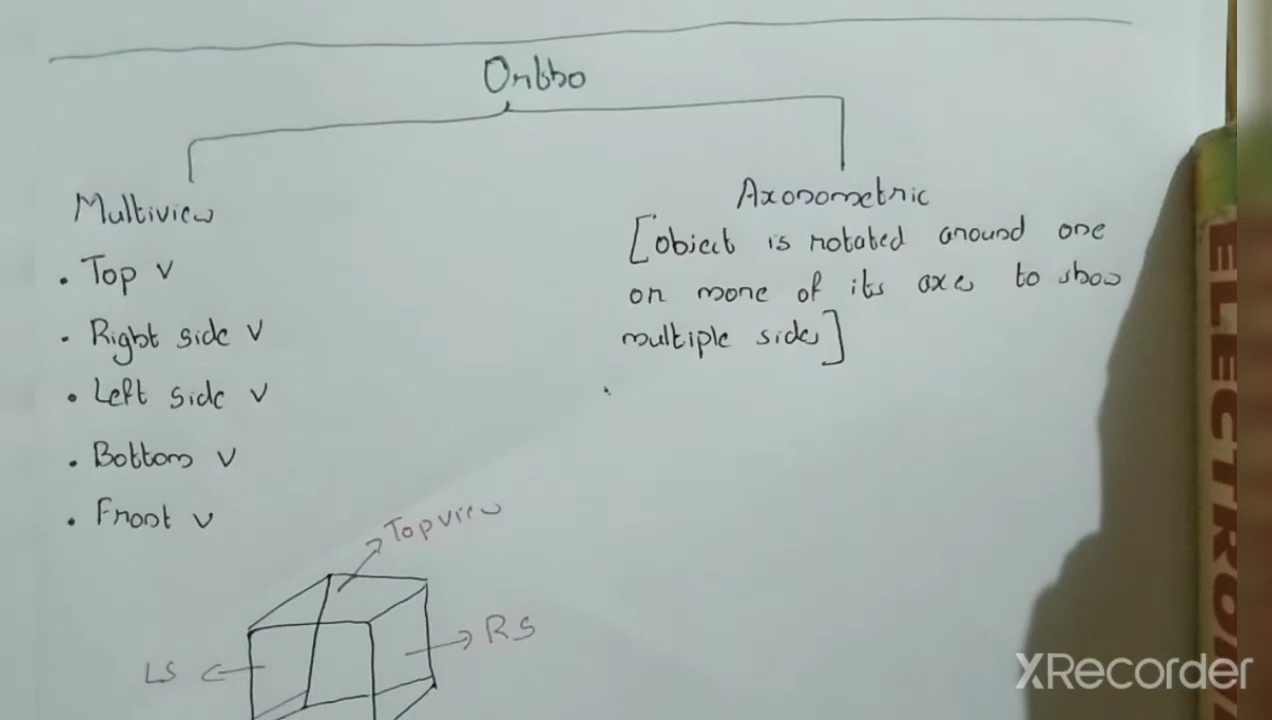 Ortho
Multiview
• Top v
• Right side v
• Left side v
• Bottom v
• Front v
Axonometric
[object is rotated around one
or more of its axes to show
multiple sides]
Top view
RS
LS
ELECTRON
XRecorder